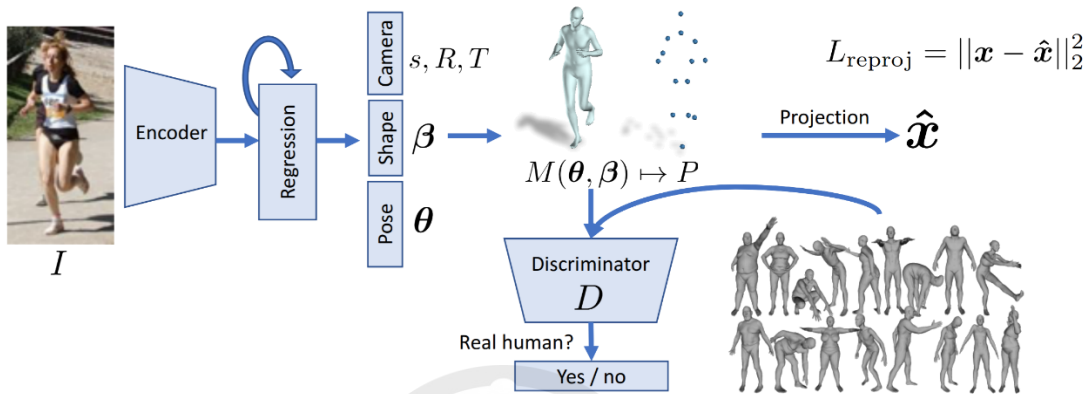 I
Encoder
Regression
Camera
s, R, T
Shape
β
Pose
θ
M(θ, β) ↦ P
Projection
L_reproj = ||x − x̂||₂²
x̂
Discriminator
D
Real human?
Yes / no